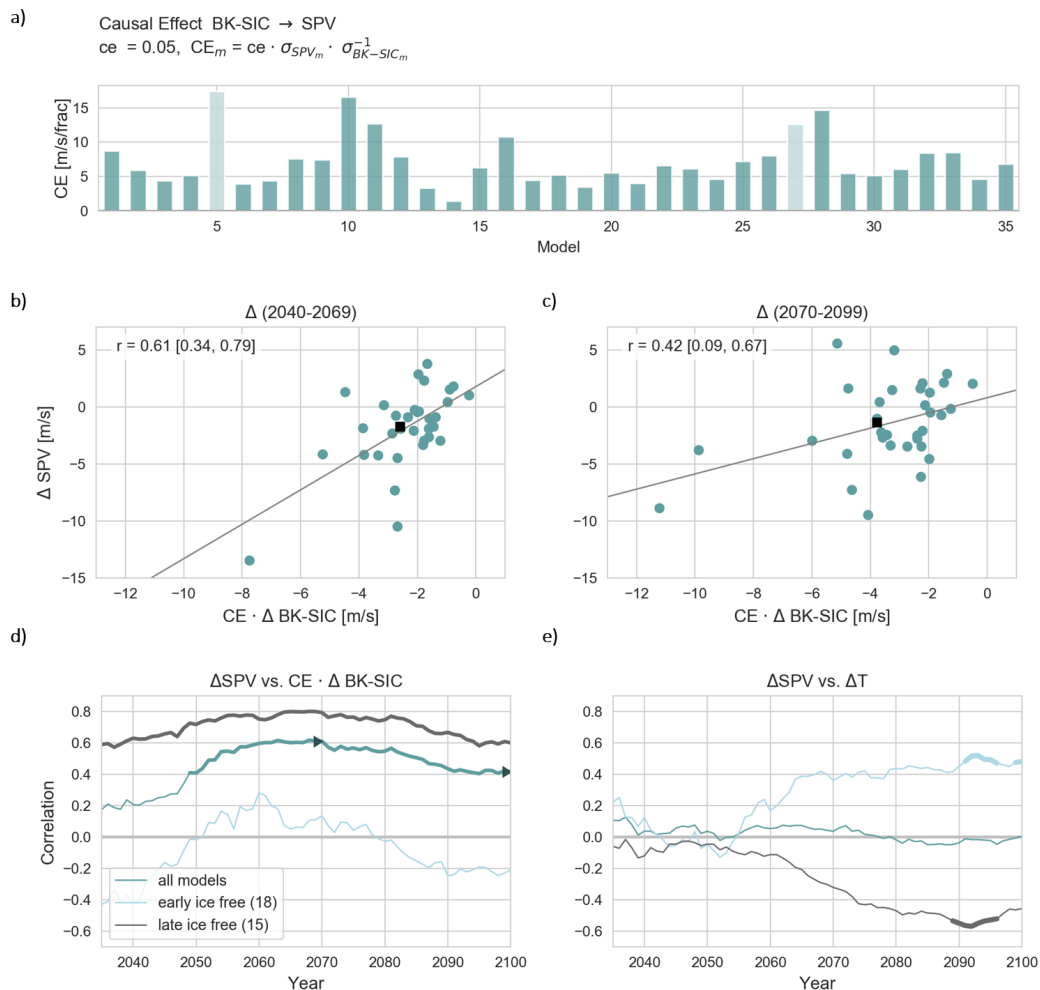 a)
Causal Effect BK-SIC → SPV
ce = 0.05, CEm = ce · σSPVm · σ−1BK−SICm
CE [m/s/frac]
15
10
5
0
5 10 15 20 25 30 35
Model
b)
Δ (2040-2069)
r = 0.61 [0.34, 0.79]
Δ SPV [m/s]
5
0
−5
−10
−15
−12 −10 −8 −6 −4 −2 0
CE · Δ BK-SIC [m/s]
c)
Δ (2070-2099)
r = 0.42 [0.09, 0.67]
5
0
−5
−10
−15
−12 −10 −8 −6 −4 −2 0
CE · Δ BK-SIC [m/s]
d)
ΔSPV vs. CE · Δ BK-SIC
Correlation
0.8
0.6
0.4
0.2
0.0
−0.2
−0.4
−0.6
all models
early ice free (18)
late ice free (15)
2040 2050 2060 2070 2080 2090 2100
Year
e)
ΔSPV vs. ΔT
0.8
0.6
0.4
0.2
0.0
−0.2
−0.4
−0.6
2040 2050 2060 2070 2080 2090 2100
Year